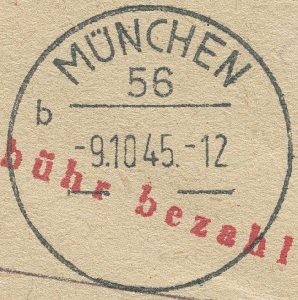 MÜNCHEN
56
b
-9.10.45.-12
bühr bezahl